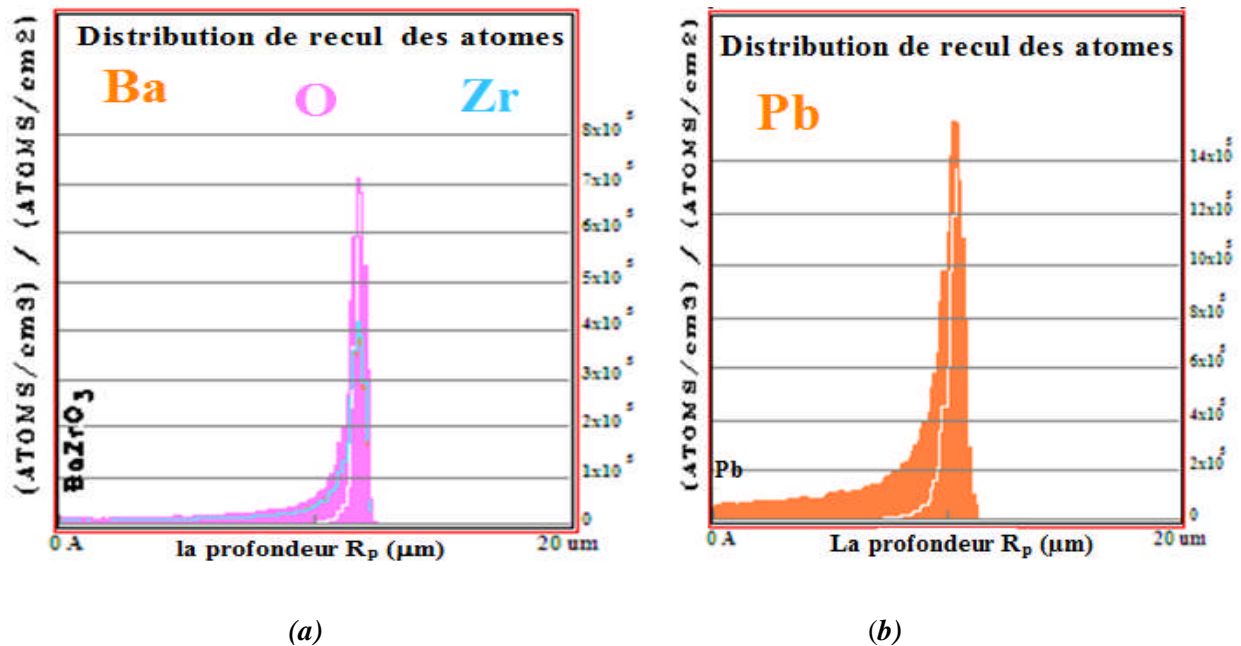 (ATOMS/cm3) / (ATOMS/cm2)
Distribution de recul des atomes
Ba O Zr
8x10⁵
7x10⁵
6x10⁵
5x10⁵
4x10⁵
3x10⁵
2x10⁵
1x10⁵
0
BaZrO₃
0 A
20 um
la profondeur Rₚ (µm)
(a)
(ATOMS/cm3) / (ATOMS/cm2)
Distribution de recul des atomes
Pb
14x10⁵
12x10⁵
10x10⁵
8x10⁵
6x10⁵
4x10⁵
2x10⁵
0
Pb
0 A
20 um
La profondeur Rₚ (µm)
(b)